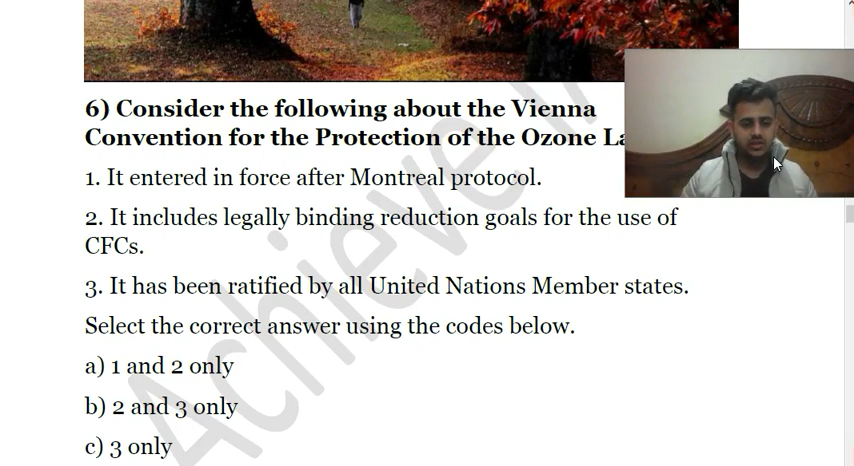 6) Consider the following about the Vienna
Convention for the Protection of the Ozone
1. It entered in force after Montreal protocol.
2. It includes legally binding reduction goals for the use of
CFCs.
3. It has been ratified by all United Nations Member states.
Select the correct answer using the codes below.
a) 1 and 2 only
b) 2 and 3 only
c) 3 only
Achieve